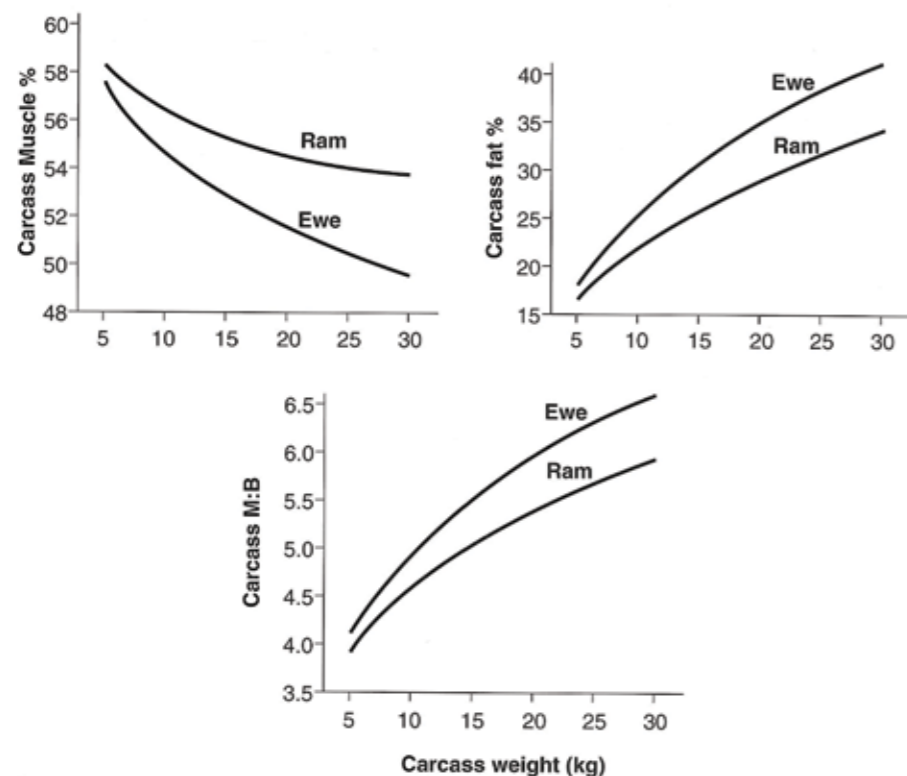 Carcass Muscle %
60
58
56
54
52
50
48
Ram
Ewe
5 10 15 20 25 30
Carcass fat %
40
35
30
25
20
15
Ewe
Ram
5 10 15 20 25 30
Carcass M:B
6.5
6.0
5.5
5.0
4.5
4.0
3.5
Ewe
Ram
5 10 15 20 25 30
Carcass weight (kg)